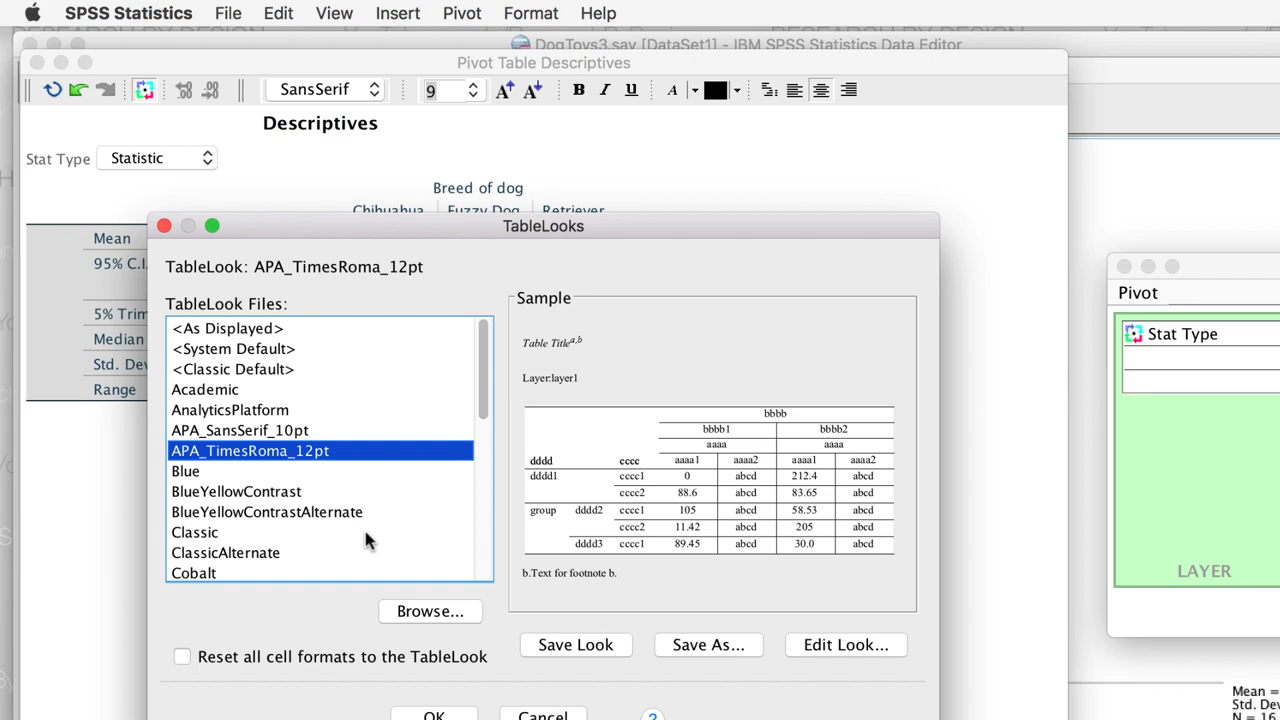 SPSS Statistics File Edit View Insert Pivot Format Help
DogToys3.sav [DataSet1] - IBM SPSS Statistics Data Editor
Pivot Table Descriptives
SansSerif 9 A A B I U A
Descriptives
Stat Type Statistic
Breed of dog
Chihuahua Fuzzy Dog Retriever
Mean
95% C.I.
5% Trim
Median
Std. Dev
Range
TableLooks
TableLook: APA_TimesRoma_12pt
TableLook Files:
<As Displayed>
<System Default>
<Classic Default>
Academic
AnalyticsPlatform
APA_SansSerif_10pt
APA_TimesRoma_12pt
Blue
BlueYellowContrast
BlueYellowContrastAlternate
Classic
ClassicAlternate
Cobalt
Browse...
Reset all cell formats to the TableLook
Sample
Table Title a,b
Layer:layer1
bbbb
bbbb1 bbbb2
aaaa aaaa
dddd cccc aaaa1 aaaa2 aaaa1 aaaa2
dddd1 cccc1 0 abcd 212.4 abcd
cccc2 88.6 abcd 83.65 abcd
group dddd2 cccc1 105 abcd 58.53 abcd
cccc2 11.42 abcd 205 abcd
dddd3 cccc1 89.45 abcd 30.0 abcd
b.Text for footnote b.
Save Look Save As... Edit Look...
OK Cancel ?
Pivot
Stat Type
LAYER
Mean =
Std. Dev
N = 16